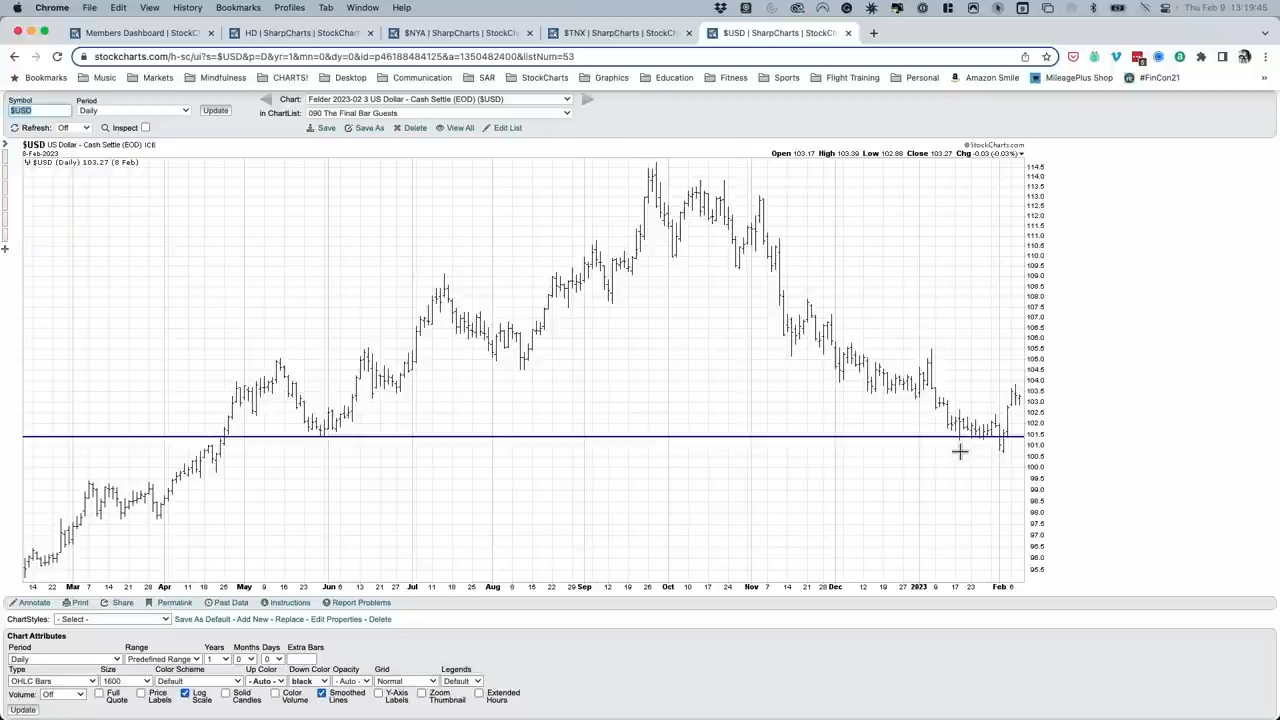 Chrome File Edit View History Bookmarks Profiles Tab Window Help Thu Feb 9 13:19:45
Members Dashboard | StockC HD | SharpCharts | StockChar $NYA | SharpCharts | StockCh $TNX | SharpCharts | StockCh $USD | SharpCharts | StockCh
stockcharts.com/h-sc/ui?s=$USD&p=D&yr=1&mn=0&dy=0&id=p46188484125&a=1350482400&listNum=53
Bookmarks Music Markets Mindfulness CHARTS! Desktop Communication SAR StockCharts Graphics Education Fitness Sports Flight Training Personal Amazon Smile MileagePlus Shop #FinCon21
Symbol Period
$USD Daily Update Chart: Felder 2023-02 3 US Dollar - Cash Settle (EOD) ($USD)
in ChartList: 090 The Final Bar Guests
Refresh: Off Inspect Save Save As Delete View All Edit List
$USD US Dollar - Cash Settle (EOD) ICE © StockCharts.com
8-Feb-2023 Open 103.17 High 103.39 Low 102.88 Close 103.27 Chg -0.03 (-0.03%)
$USD (Daily) 103.27 (8 Feb)
114.5
114.0
113.5
113.0
112.5
112.0
111.5
111.0
110.5
110.0
109.5
109.0
108.5
108.0
107.5
107.0
106.5
106.0
105.5
105.0
104.5
104.0
103.5
103.0
102.5
102.0
101.5
101.0
100.5
100.0
99.5
99.0
98.5
98.0
97.5
97.0
96.5
96.0
95.5
14 22 Mar 7 14 21 28 Apr 11 18 25 May 9 16 23 Jun 6 13 21 27 Jul 11 18 25 Aug 8 15 22 Sep 12 19 26 Oct 10 17 24 Nov 7 14 21 28 Dec 12 19 27 2023 9 17 23 Feb 6
Annotate Print Share Permalink Past Data Instructions Report Problems
ChartStyles: - Select - Save As Default - Add New - Replace - Edit Properties - Delete
Chart Attributes
Period Range Years Months Days Extra Bars
Daily Predefined Range 1 0 0
Type Size Color Scheme Up Color Down Color Opacity Grid Legends
OHLC Bars 1600 Default - Auto - black - Auto - Normal Default
Volume: Off Full Quote Price Labels Log Scale Solid Candles Color Volume Smoothed Lines Y-Axis Labels Zoom Thumbnail Extended Hours
Update